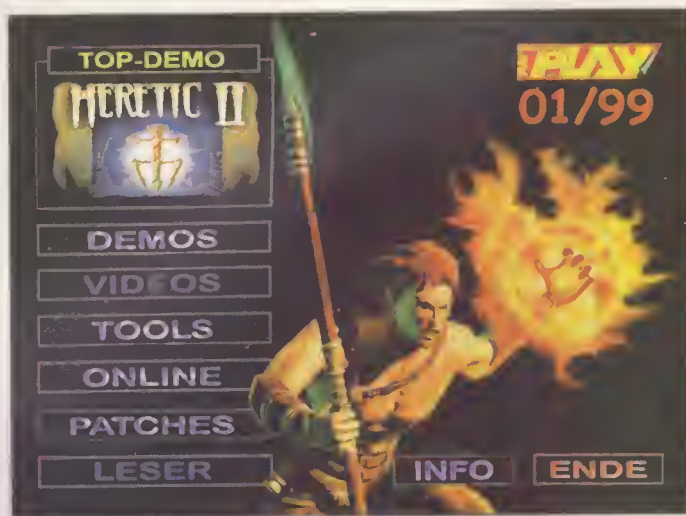 TOP-DEMO
HERETIC II
PLAY
01/99
DEMOS
VIDEOS
TOOLS
ONLINE
PATCHES
LESER
INFO
ENDE